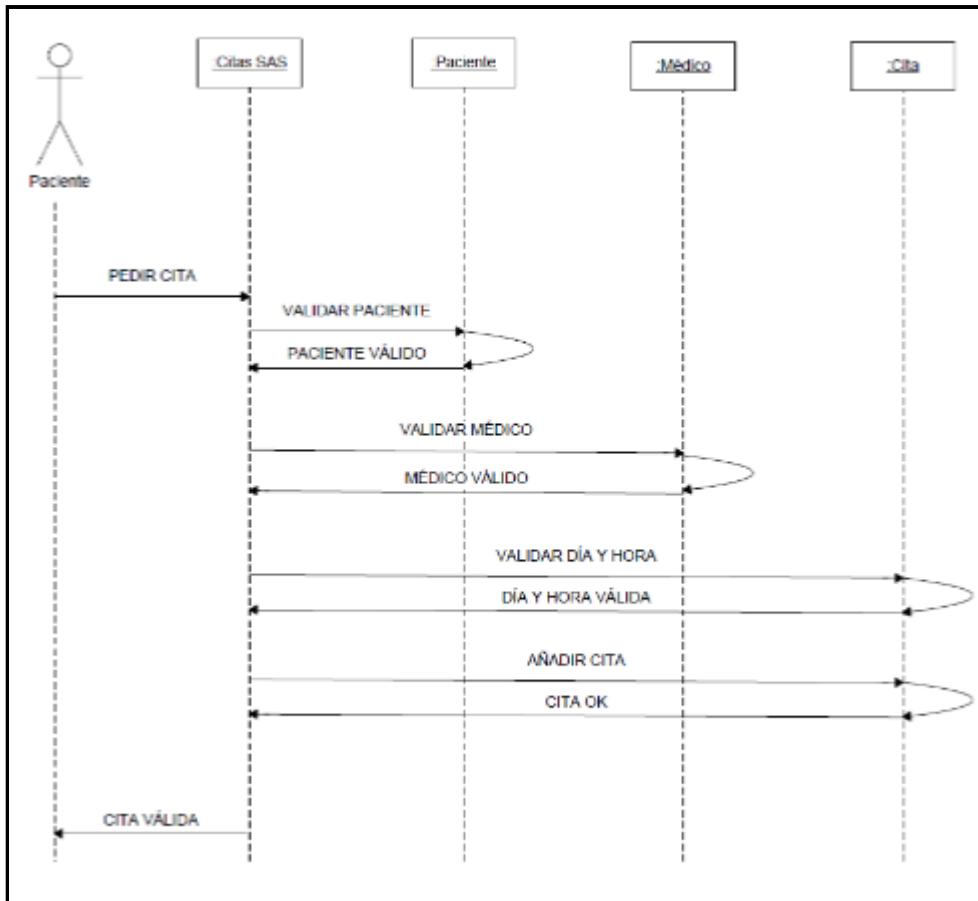 :Citas SAS
:Paciente
:Médico
:Cita
Paciente
PEDIR CITA
VALIDAR PACIENTE
PACIENTE VÁLIDO
VALIDAR MÉDICO
MÉDICO VÁLIDO
VALIDAR DÍA Y HORA
DÍA Y HORA VÁLIDA
AÑADIR CITA
CITA OK
CITA VÁLIDA